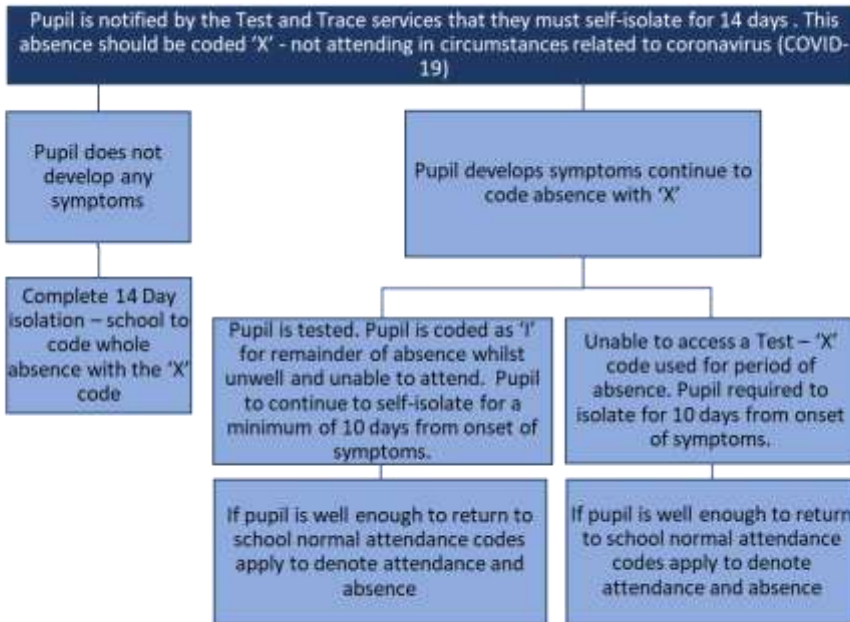 Pupil is notified by the Test and Trace services that they must self-isolate for 14 days . This
absence should be coded ‘X’ - not attending in circumstances related to coronavirus (COVID-
19)
Pupil does not
develop any
symptoms
Pupil develops symptoms continue to
code absence with ‘X’
Complete 14 Day
isolation – school to
code whole
absence with the ‘X’
code
Pupil is tested. Pupil is coded as ‘I’
for remainder of absence whilst
unwell and unable to attend. Pupil
to continue to self-isolate for a
minimum of 10 days from onset of
symptoms.
Unable to access a Test – ‘X’
code used for period of
absence. Pupil required to
isolate for 10 days from onset
of symptoms.
If pupil is well enough to return to
school normal attendance codes
apply to denote attendance and
absence
If pupil is well enough to return
to school normal attendance
codes apply to denote
attendance and absence